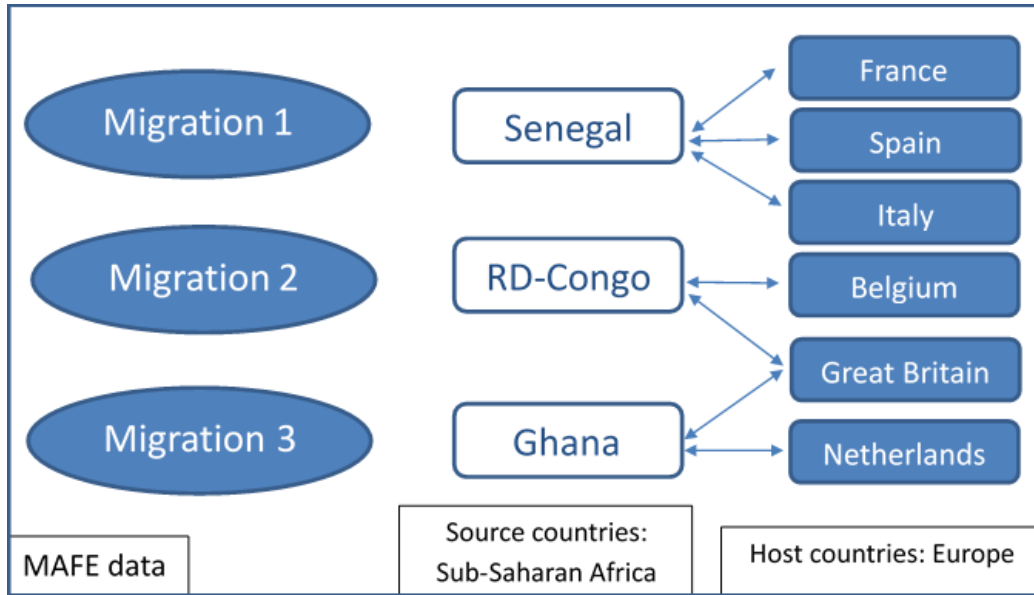 Migration 1
Senegal
France
Spain
Italy
Migration 2
RD-Congo
Belgium
Great Britain
Migration 3
Ghana
Netherlands
MAFE data
Source countries:
Sub-Saharan Africa
Host countries: Europe